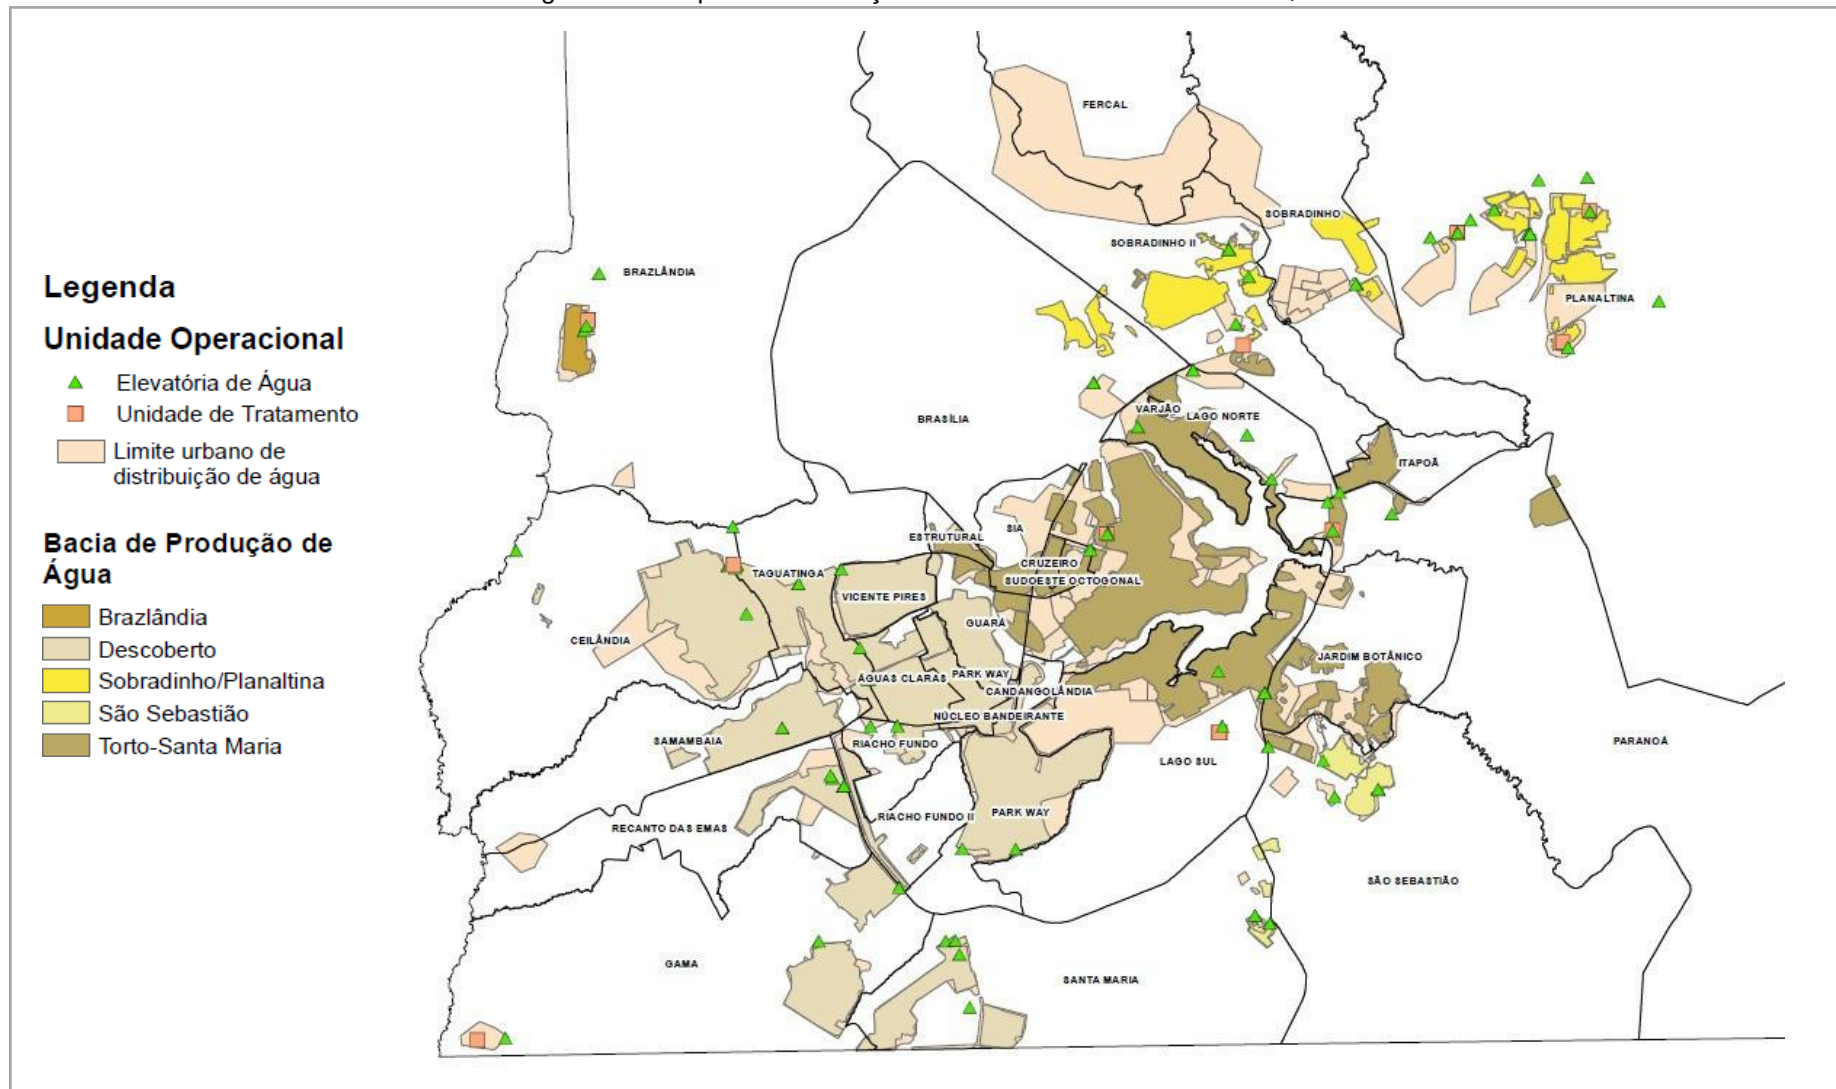 Legenda
Unidade Operacional
Elevatória de Água
Unidade de Tratamento
Limite urbano de
distribuição de água
Bacia de Produção de
Água
Brazlândia
Descoberto
Sobradinho/Planaltina
São Sebastião
Torto-Santa Maria
FERCAL
SOBRADINHO
SOBRADINHO II
BRAZLÂNDIA
PLANALTINA
BRASÍLIA
VARJÃO
LAGO NORTE
ITAPOÃ
SIA
ESTRUTURAL
CRUZEIRO
SUDOESTE OCTOGONAL
TAGUATINGA
VICENTE PIRES
GUARÁ
CEILÂNDIA
JARDIM BOTÂNICO
ÁGUAS CLARAS
PARK WAY
CANDANGOLÂNDIA
NÚCLEO BANDEIRANTE
SAMAMBAIA
RIACHO FUNDO
PARANOÁ
LAGO SUL
PARK WAY
RIACHO FUNDO II
RECANTO DAS EMAS
SÃO SEBASTIÃO
GAMA
SANTA MARIA